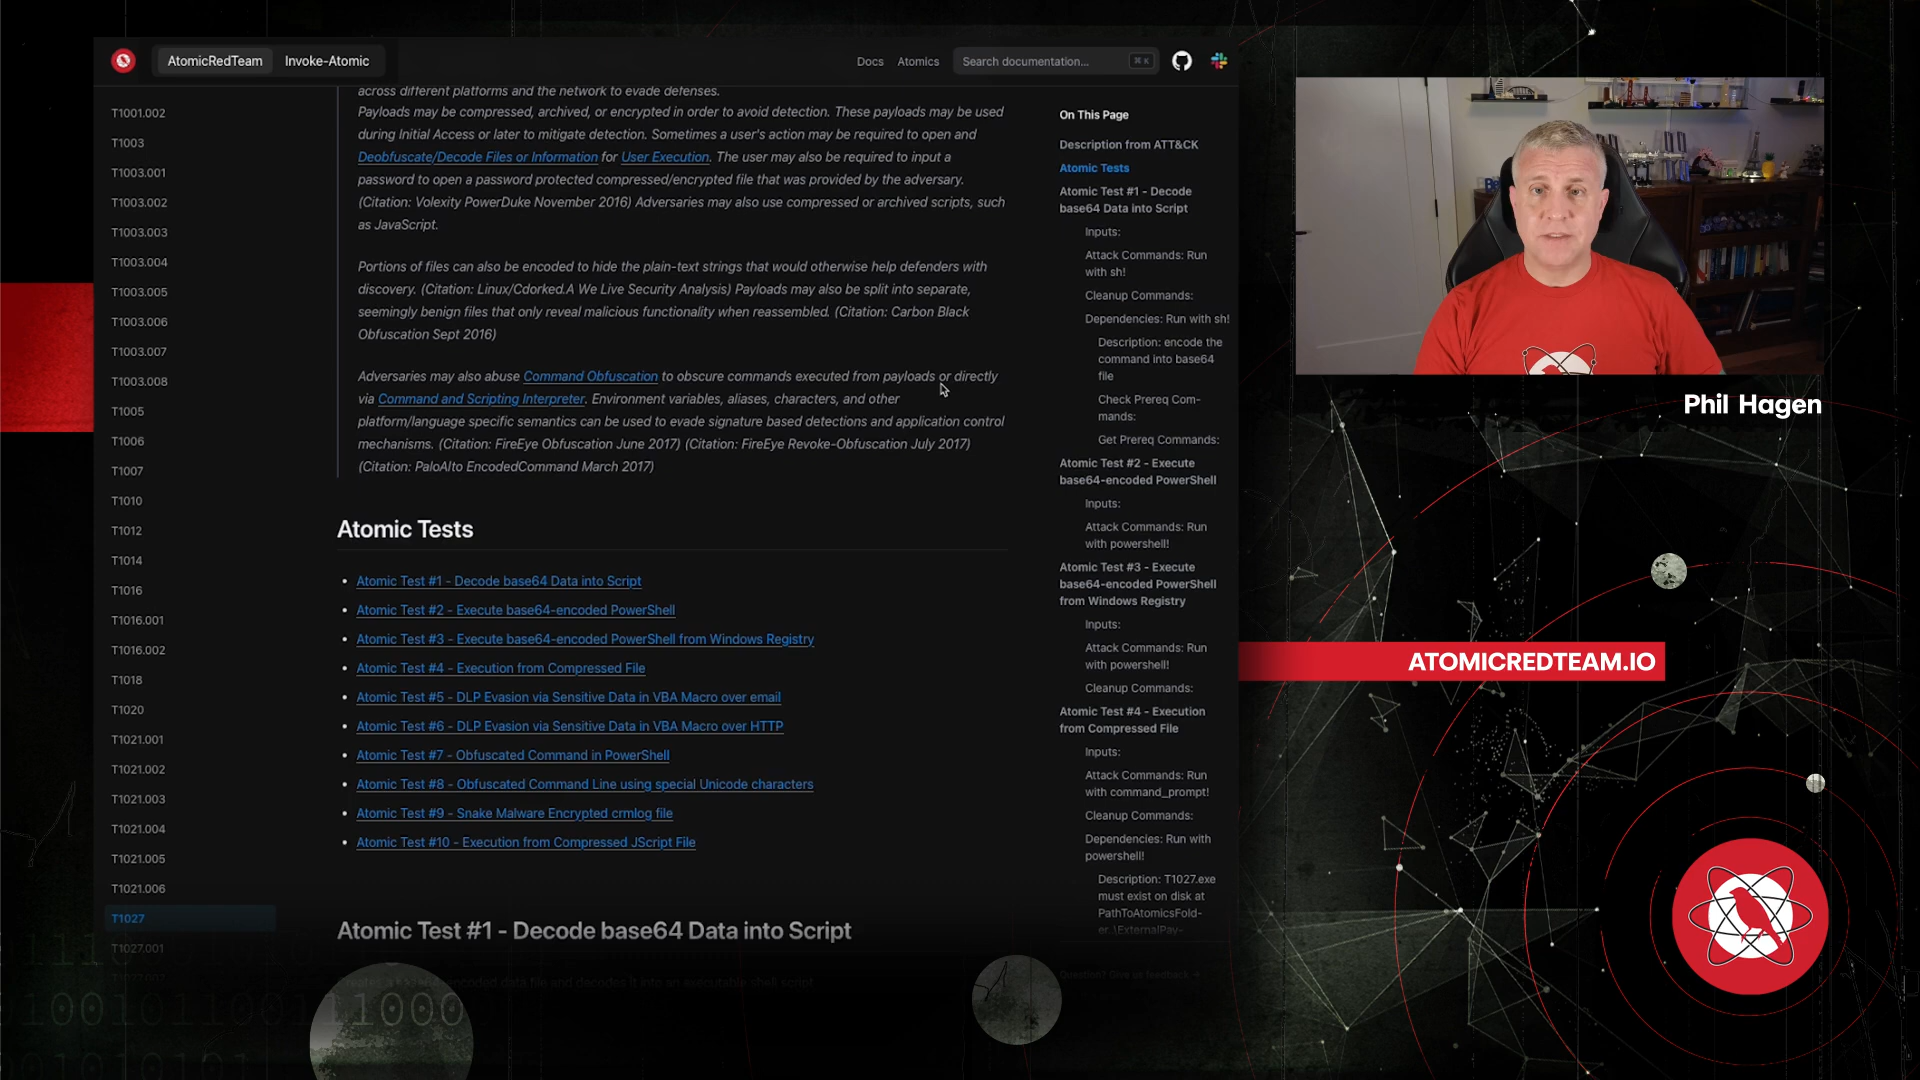 AtomicRedTeam
Invoke-Atomic
Docs
Atomics
Search documentation...
⌘ K
T1001.002
T1003
T1003.001
T1003.002
T1003.003
T1003.004
T1003.005
T1003.006
T1003.007
T1003.008
T1005
T1006
T1007
T1010
T1012
T1014
T1016
T1016.001
T1016.002
T1018
T1020
T1021.001
T1021.002
T1021.003
T1021.004
T1021.005
T1021.006
T1027
T1027.001
across different platforms and the network to evade defenses.
Payloads may be compressed, archived, or encrypted in order to avoid detection. These payloads may be used
during Initial Access or later to mitigate detection. Sometimes a user's action may be required to open and
Deobfuscate/Decode Files or Information for User Execution. The user may also be required to input a
password to open a password protected compressed/encrypted file that was provided by the adversary.
(Citation: Volexity PowerDuke November 2016) Adversaries may also use compressed or archived scripts, such
as JavaScript.
Portions of files can also be encoded to hide the plain-text strings that would otherwise help defenders with
discovery. (Citation: Linux/Cdorked.A We Live Security Analysis) Payloads may also be split into separate,
seemingly benign files that only reveal malicious functionality when reassembled. (Citation: Carbon Black
Obfuscation Sept 2016)
Adversaries may also abuse Command Obfuscation to obscure commands executed from payloads or directly
via Command and Scripting Interpreter. Environment variables, aliases, characters, and other
platform/language specific semantics can be used to evade signature based detections and application control
mechanisms. (Citation: FireEye Obfuscation June 2017) (Citation: FireEye Revoke-Obfuscation July 2017)
(Citation: PaloAlto EncodedCommand March 2017)
Atomic Tests
• Atomic Test #1 - Decode base64 Data into Script
• Atomic Test #2 - Execute base64-encoded PowerShell
• Atomic Test #3 - Execute base64-encoded PowerShell from Windows Registry
• Atomic Test #4 - Execution from Compressed File
• Atomic Test #5 - DLP Evasion via Sensitive Data in VBA Macro over email
• Atomic Test #6 - DLP Evasion via Sensitive Data in VBA Macro over HTTP
• Atomic Test #7 - Obfuscated Command in PowerShell
• Atomic Test #8 - Obfuscated Command Line using special Unicode characters
• Atomic Test #9 - Snake Malware Encrypted crmlog file
• Atomic Test #10 - Execution from Compressed JScript File
Atomic Test #1 - Decode base64 Data into Script
Creates a base64-encoded data file and decodes it into an executable shell script
On This Page
Description from ATT&CK
Atomic Tests
Atomic Test #1 - Decode
base64 Data into Script
Inputs:
Attack Commands: Run
with sh!
Cleanup Commands:
Dependencies: Run with sh!
Description: encode the
command into base64
file
Check Prereq Com-
mands:
Get Prereq Commands:
Atomic Test #2 - Execute
base64-encoded PowerShell
Inputs:
Attack Commands: Run
with powershell!
Atomic Test #3 - Execute
base64-encoded PowerShell
from Windows Registry
Inputs:
Attack Commands: Run
with powershell!
Cleanup Commands:
Atomic Test #4 - Execution
from Compressed File
Inputs:
Attack Commands: Run
with command_prompt!
Cleanup Commands:
Dependencies: Run with
powershell!
Description: T1027.exe
must exist on disk at
PathToAtomicsFold-
er..\ExternalPay-
Question? Give us feedback →
Phil Hagen
ATOMICREDTEAM.IO